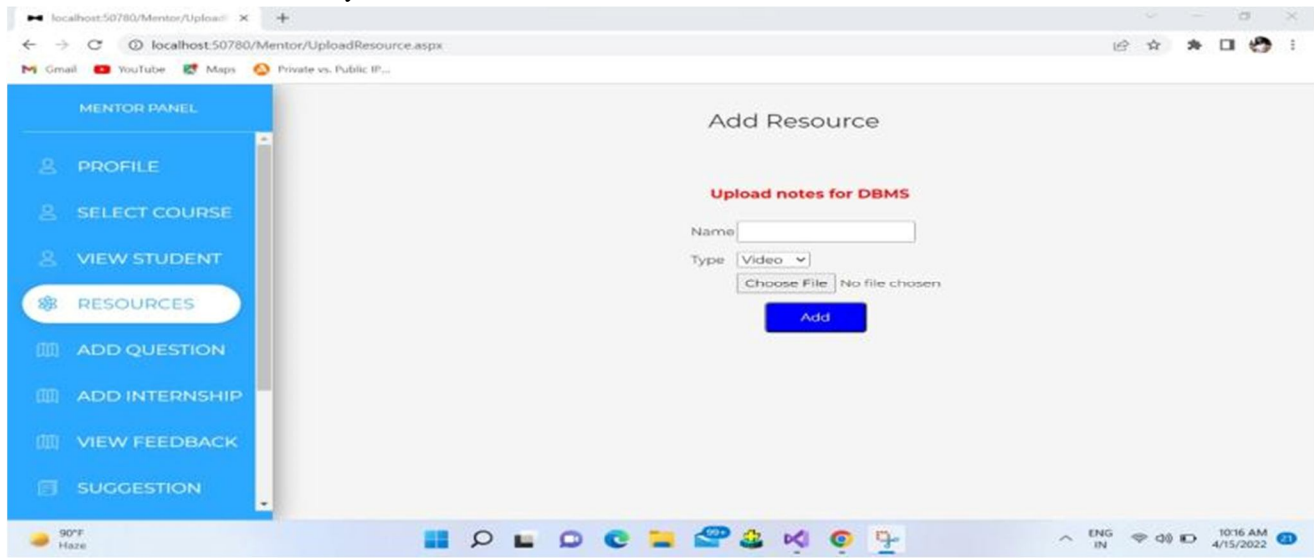 localhost:50780/Mentor/Upload
localhost:50780/Mentor/UploadResource.aspx
Gmail YouTube Maps Private vs. Public IP...
MENTOR PANEL
PROFILE
SELECT COURSE
VIEW STUDENT
RESOURCES
ADD QUESTION
ADD INTERNSHIP
VIEW FEEDBACK
SUGGESTION
Add Resource
Upload notes for DBMS
Name
Type Video
Choose File No file chosen
Add
90°F
Haze
99+
ENG
IN
10:16 AM
4/15/2022
21